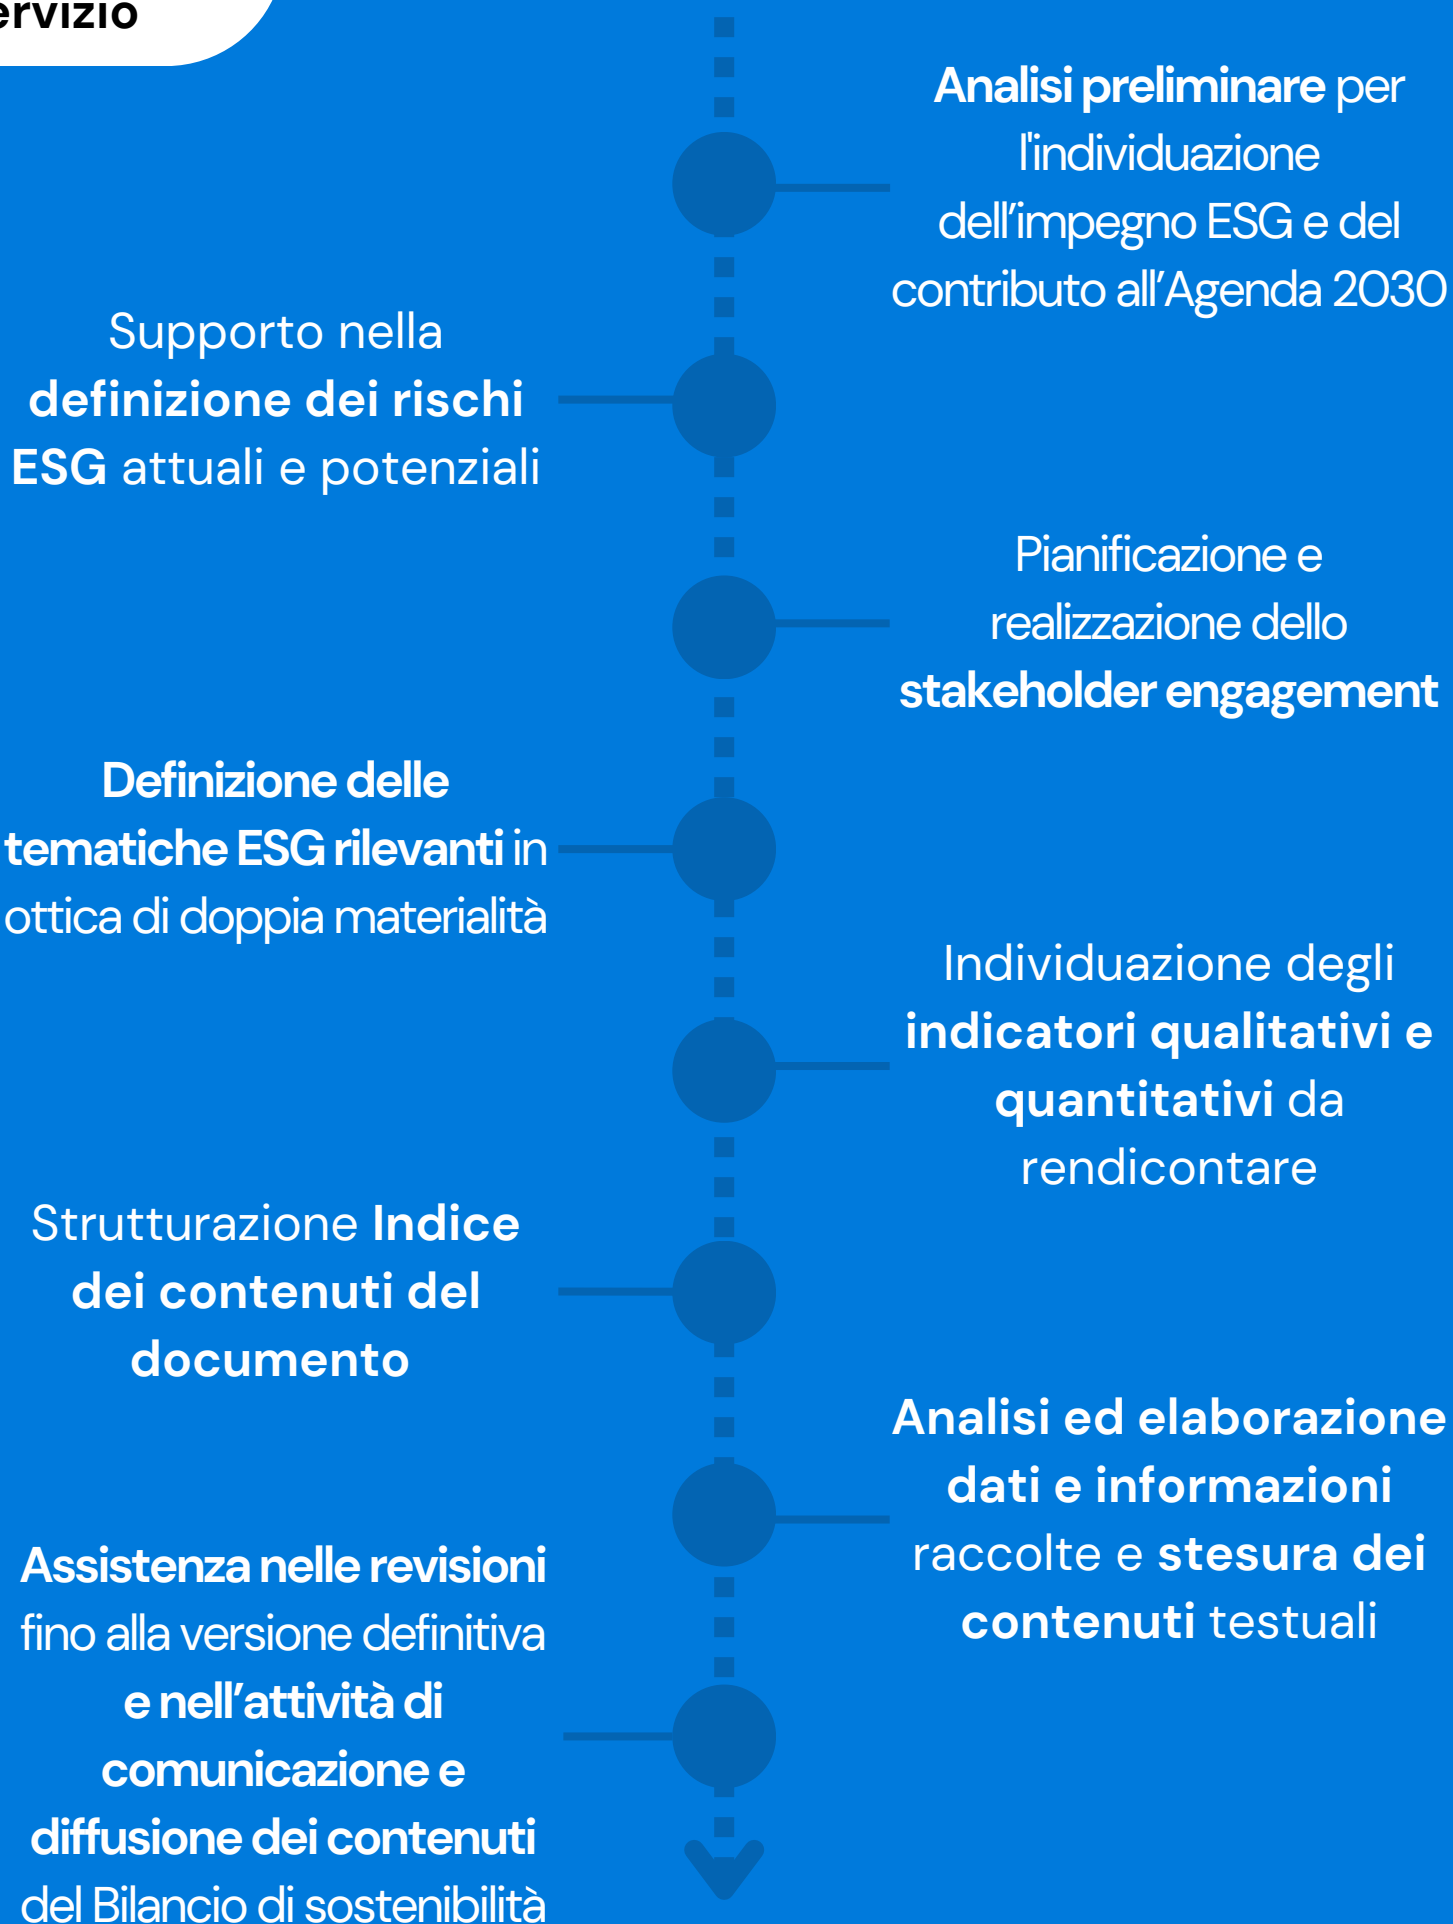 Analisi preliminare per
l'individuazione
dell’impegno ESG e del
contributo all’Agenda 2030
Supporto nella
definizione dei rischi
ESG attuali e potenziali
Pianificazione e
realizzazione dello
stakeholder engagement
Definizione delle
tematiche ESG rilevanti in
ottica di doppia materialità
Individuazione degli
indicatori qualitativi e
quantitativi da
rendicontare
Strutturazione Indice
dei contenuti del
documento
Analisi ed elaborazione
dati e informazioni
raccolte e stesura dei
contenuti testuali
Assistenza nelle revisioni
fino alla versione definitiva
e nell’attività di
comunicazione e
diffusione dei contenuti
del Bilancio di sostenibilità